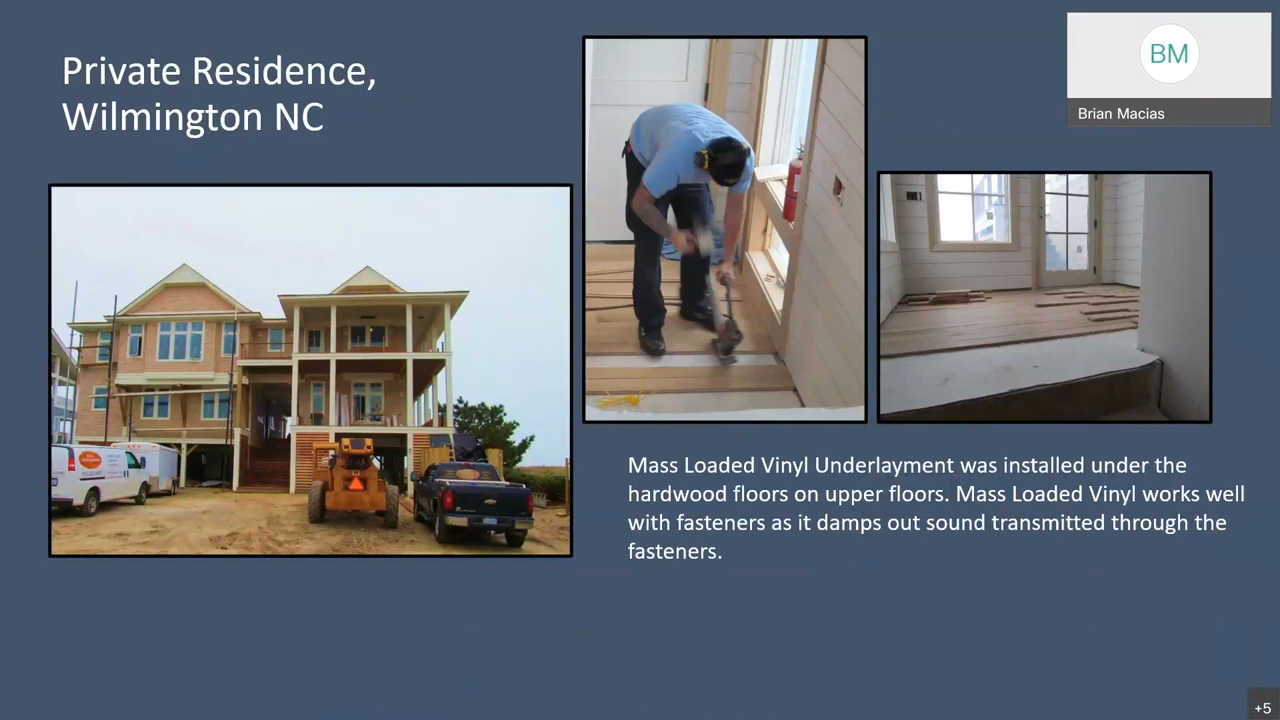 Private Residence,
Wilmington NC
BM
Brian Macias
Mass Loaded Vinyl Underlayment was installed under the
hardwood floors on upper floors. Mass Loaded Vinyl works well
with fasteners as it damps out sound transmitted through the
fasteners.
+5